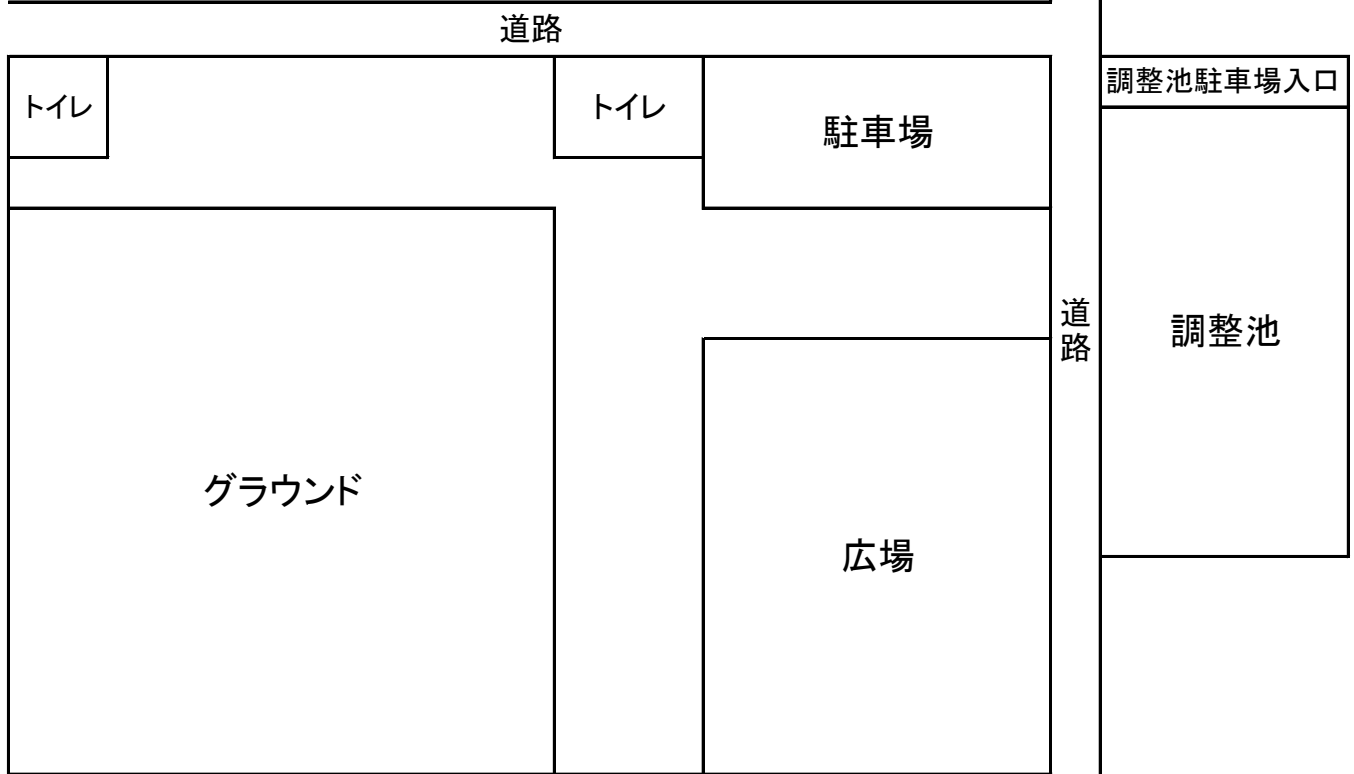 道路
トイレ
トイレ
駐車場
調整池駐車場入口
道路
調整池
グラウンド
広場